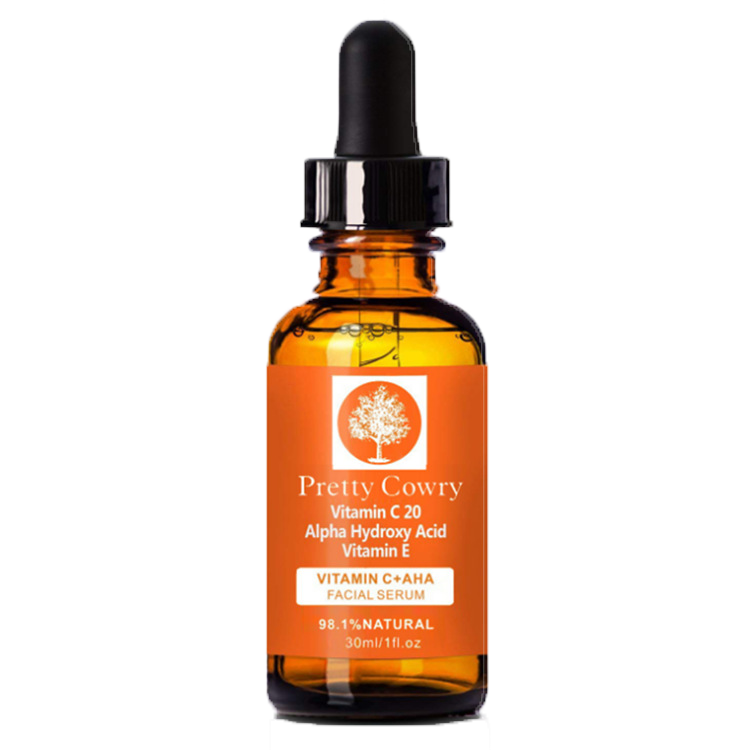 Pretty Cowry
Vitamin C 20
Alpha Hydroxy Acid
Vitamin E
VITAMIN C+AHA
FACIAL SERUM
98.1%NATURAL
30ml/1fl.oz